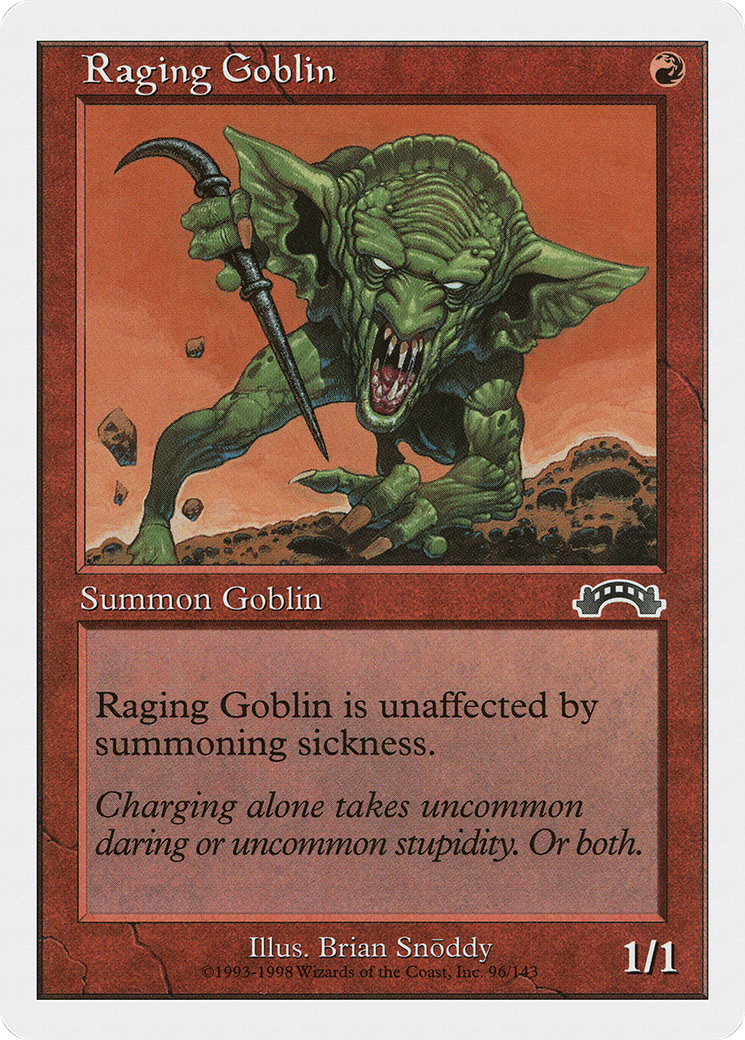 Raging Goblin
Summon Goblin
Raging Goblin is unaffected by
summoning sickness.
Charging alone takes uncommon
daring or uncommon stupidity. Or both.
Illus. Brian Snōddy
©1993-1998 Wizards of the Coast, Inc. 96/143
1/1